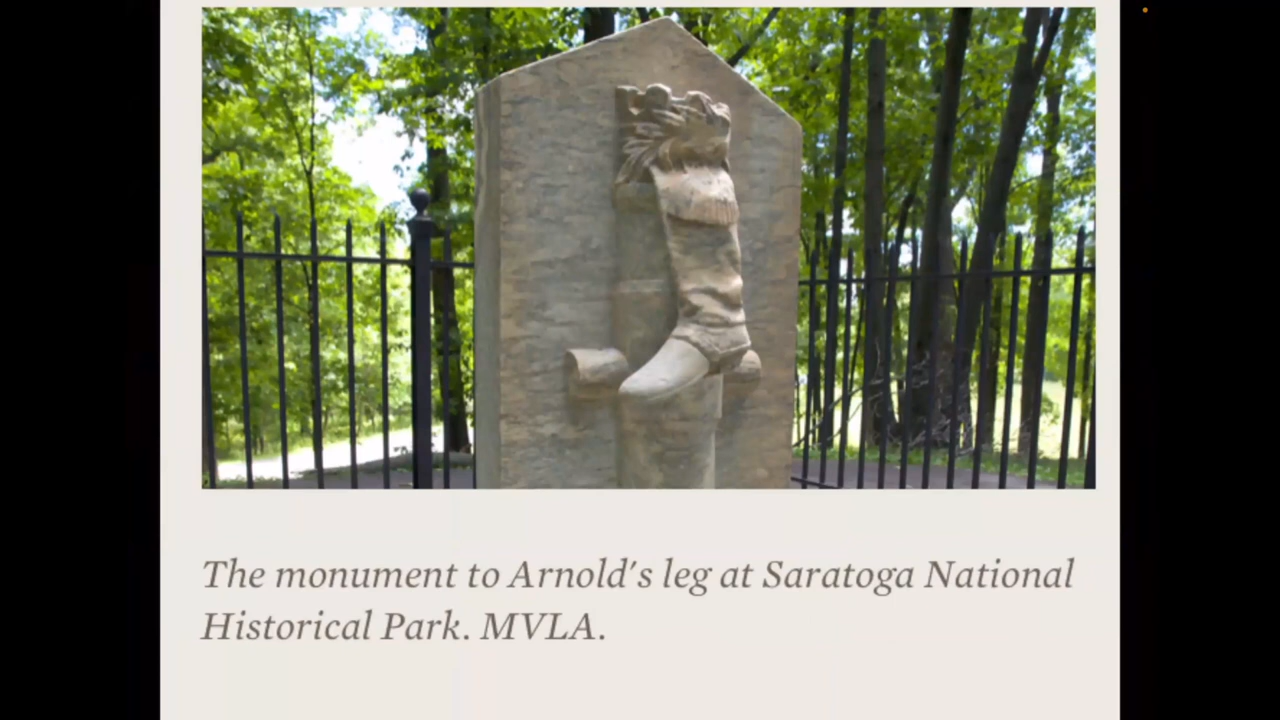 The monument to Arnold's leg at Saratoga National
Historical Park. MVLA.